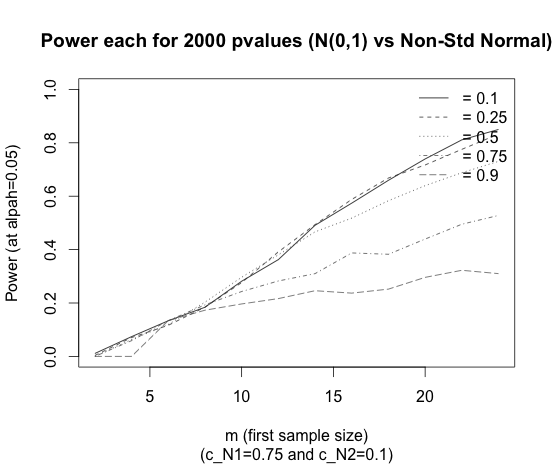 Power each for 2000 pvalues (N(0,1) vs Non-Std Normal)
Power (at alpah=0.05)
1.0
0.8
0.6
0.4
0.2
0.0
= 0.1
= 0.25
= 0.5
= 0.75
= 0.9
5 10 15 20
m (first sample size)
(c_N1=0.75 and c_N2=0.1)